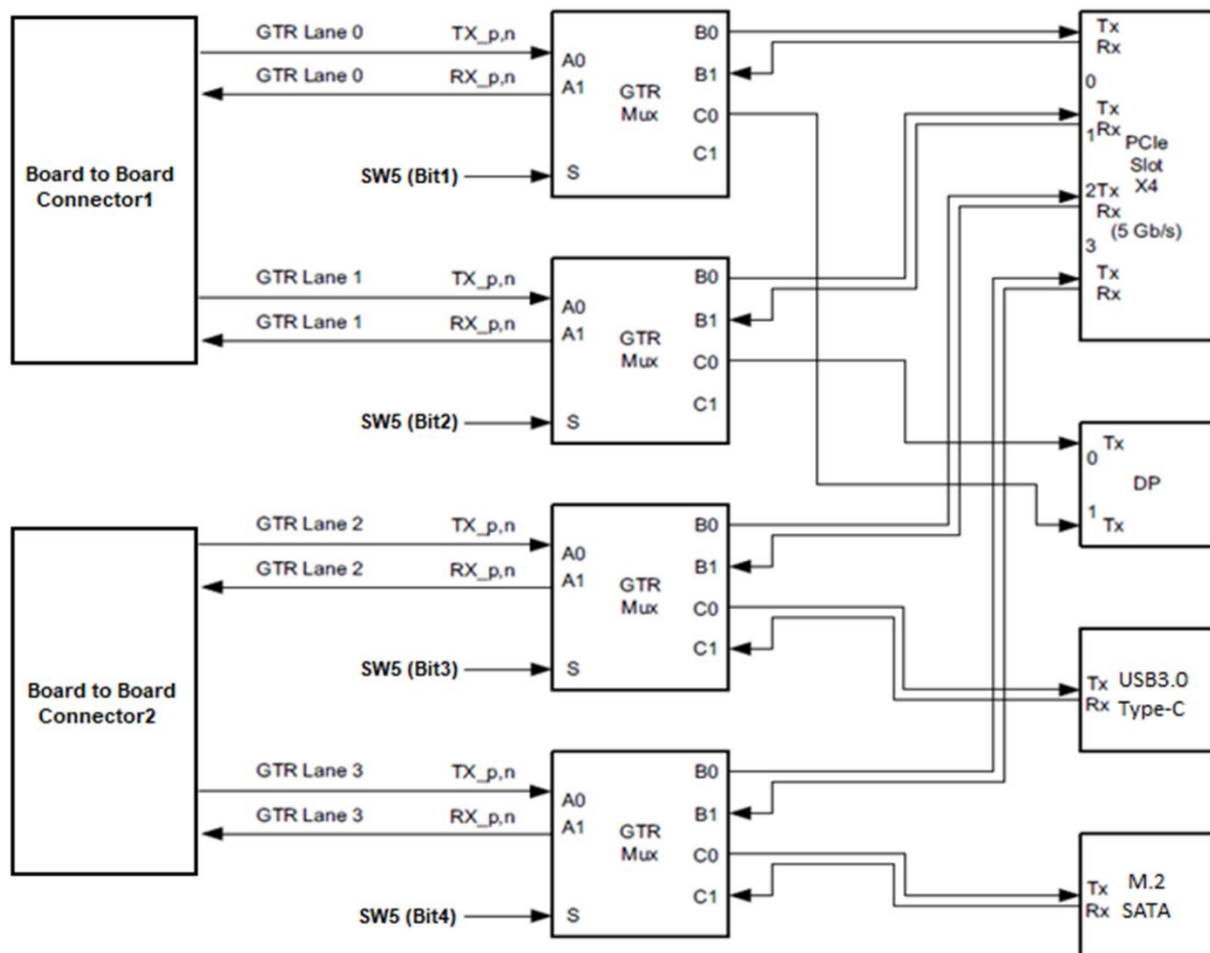 Board to Board
Connector1
GTR Lane 0
TX_p,n
GTR Lane 0
RX_p,n
SW5 (Bit1)
A0
A1
GTR
Mux
S
B0
B1
C0
C1
GTR Lane 1
TX_p,n
GTR Lane 1
RX_p,n
SW5 (Bit2)
A0
A1
GTR
Mux
S
B0
B1
C0
C1
Board to Board
Connector2
GTR Lane 2
TX_p,n
GTR Lane 2
RX_p,n
SW5 (Bit3)
A0
A1
GTR
Mux
S
B0
B1
C0
C1
GTR Lane 3
TX_p,n
GTR Lane 3
RX_p,n
SW5 (Bit4)
A0
A1
GTR
Mux
S
B0
B1
C0
C1
Tx
Rx
0
Tx
Rx
1
PCIe
Slot
X4
2
Tx
Rx
(5 Gb/s)
3
Tx
Rx
Tx
0
DP
1
Tx
Tx
Rx
USB3.0
Type-C
Tx
Rx
M.2
SATA